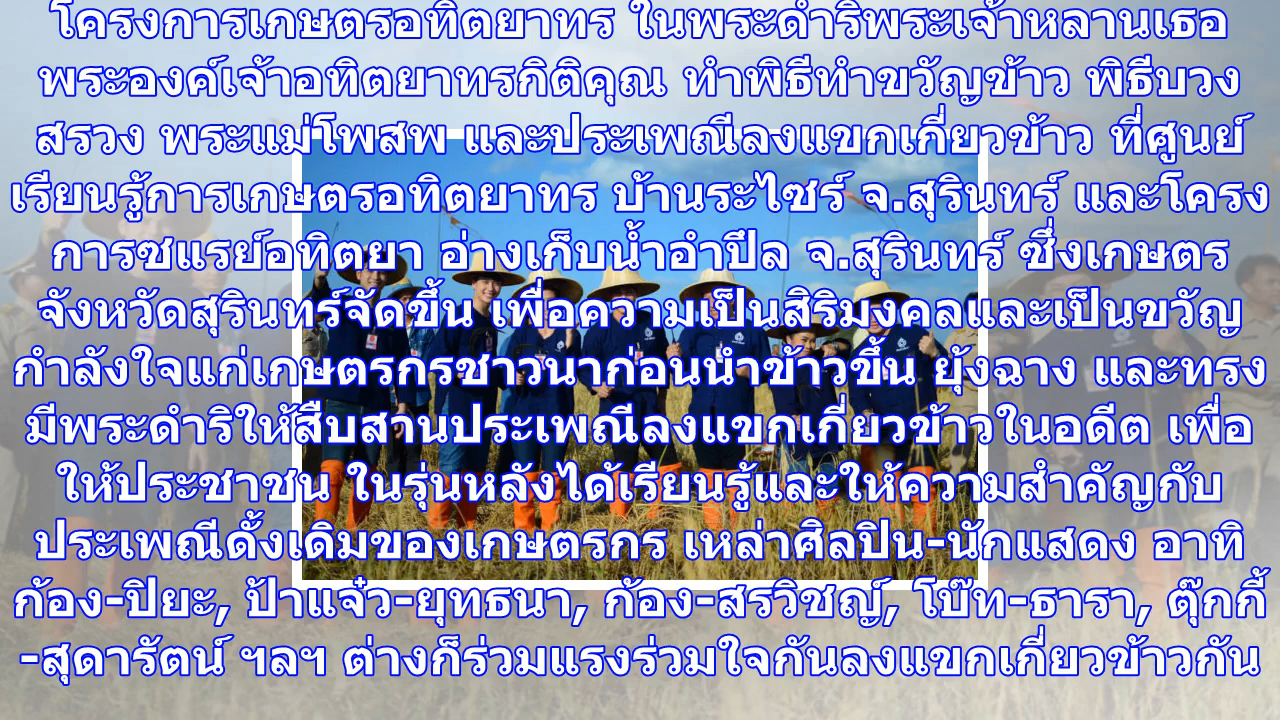 โครงการเกษตรอทิตยาทร ในพระดำริพระเจ้าหลานเธอ
พระองค์เจ้าอทิตยาทรกิติคุณ ทำพิธีทำขวัญข้าว พิธีบวง
สรวง พระแม่โพสพ และประเพณีลงแขกเกี่ยวข้าว ที่ศูนย์
เรียนรู้การเกษตรอทิตยาทร บ้านระไซร์ จ.สุรินทร์ และโครง
การซแรย์อทิตยา อ่างเก็บน้ำอำปึล จ.สุรินทร์ ซึ่งเกษตร
จังหวัดสุรินทร์จัดขึ้น เพื่อความเป็นสิริมงคลและเป็นขวัญ
กำลังใจแก่เกษตรกรชาวนาก่อนนำข้าวขึ้น ยุ้งฉาง และทรง
มีพระดำริให้สืบสานประเพณีลงแขกเกี่ยวข้าวในอดีต เพื่อ
ให้ประชาชน ในรุ่นหลังได้เรียนรู้และให้ความสำคัญกับ
ประเพณีดั้งเดิมของเกษตรกร เหล่าศิลปิน-นักแสดง อาทิ
ก้อง-ปิยะ, ป้าแจ๋ว-ยุทธนา, ก้อง-สรวิชญ์, โบ๊ท-ธารา, ตุ๊กกี้
-สุดารัตน์ ฯลฯ ต่างก็ร่วมแรงร่วมใจกันลงแขกเกี่ยวข้าวกัน